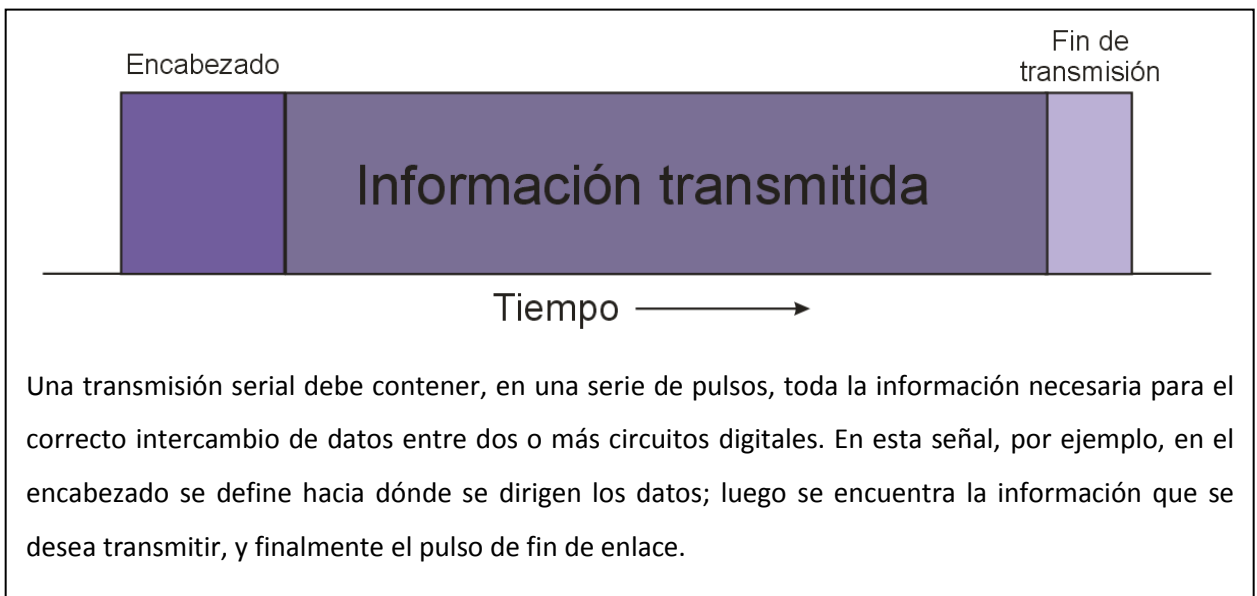 Encabezado
Fin de
transmisión
Información transmitida
Tiempo
Una transmisión serial debe contener, en una serie de pulsos, toda la información necesaria para el
correcto intercambio de datos entre dos o más circuitos digitales. En esta señal, por ejemplo, en el
encabezado se define hacia dónde se dirigen los datos; luego se encuentra la información que se
desea transmitir, y finalmente el pulso de fin de enlace.